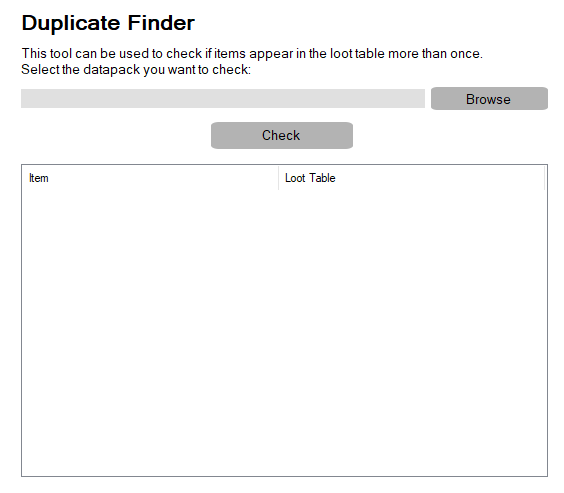 Duplicate Finder
This tool can be used to check if items appear in the loot table more than once.
Select the datapack you want to check:
Browse
Check
Item Loot Table